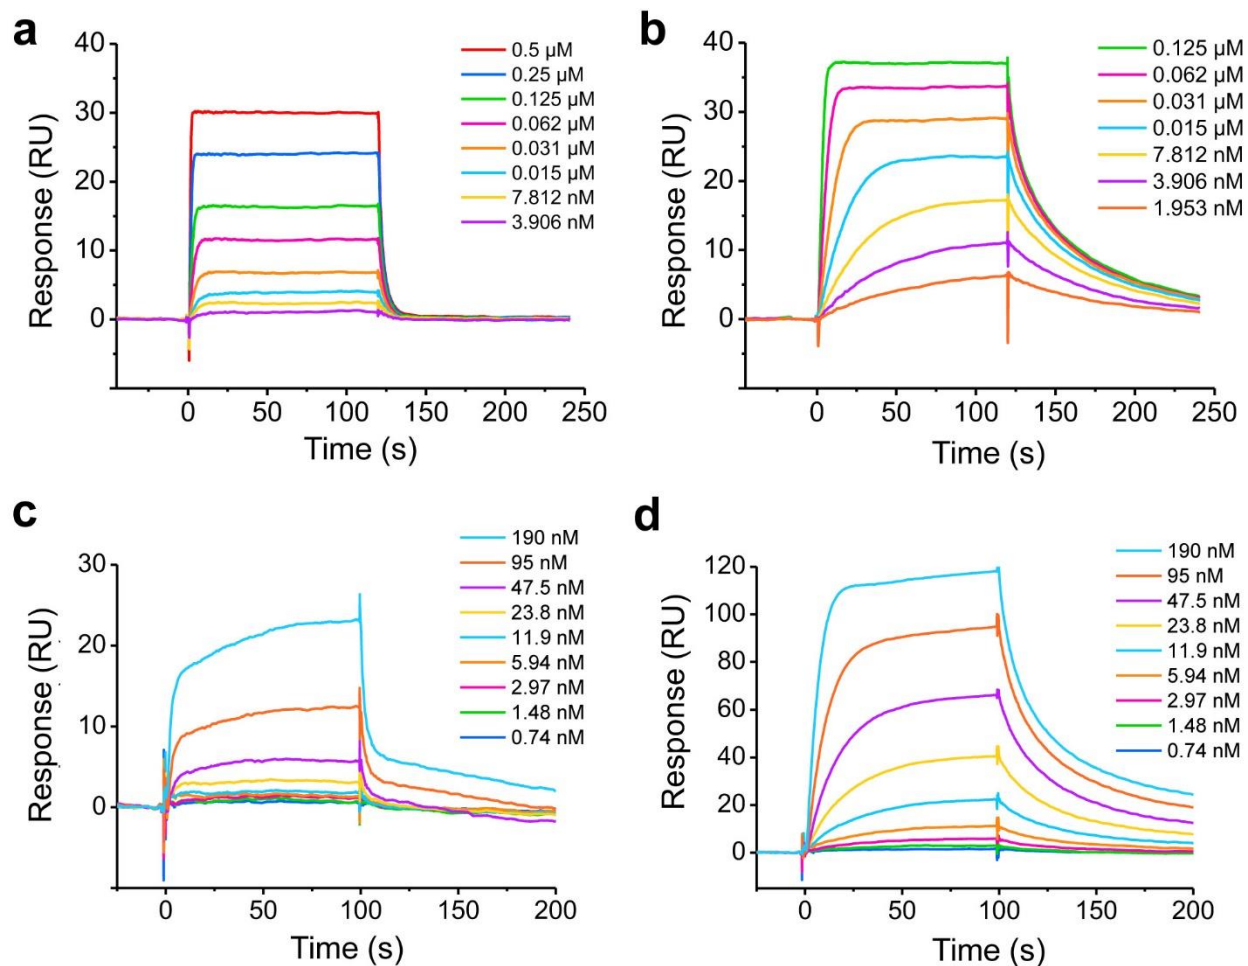 a
Response (RU)
40
30
20
10
0
0 50 100 150 200 250
Time (s)
0.5 µM
0.25 µM
0.125 µM
0.062 µM
0.031 µM
0.015 µM
7.812 nM
3.906 nM
b
Response (RU)
40
30
20
10
0
0 50 100 150 200 250
Time (s)
0.125 µM
0.062 µM
0.031 µM
0.015 µM
7.812 nM
3.906 nM
1.953 nM
c
Response (RU)
30
20
10
0
0 50 100 150 200
Time (s)
190 nM
95 nM
47.5 nM
23.8 nM
11.9 nM
5.94 nM
2.97 nM
1.48 nM
0.74 nM
d
Response (RU)
120
100
80
60
40
20
0
0 50 100 150 200
Time (s)
190 nM
95 nM
47.5 nM
23.8 nM
11.9 nM
5.94 nM
2.97 nM
1.48 nM
0.74 nM